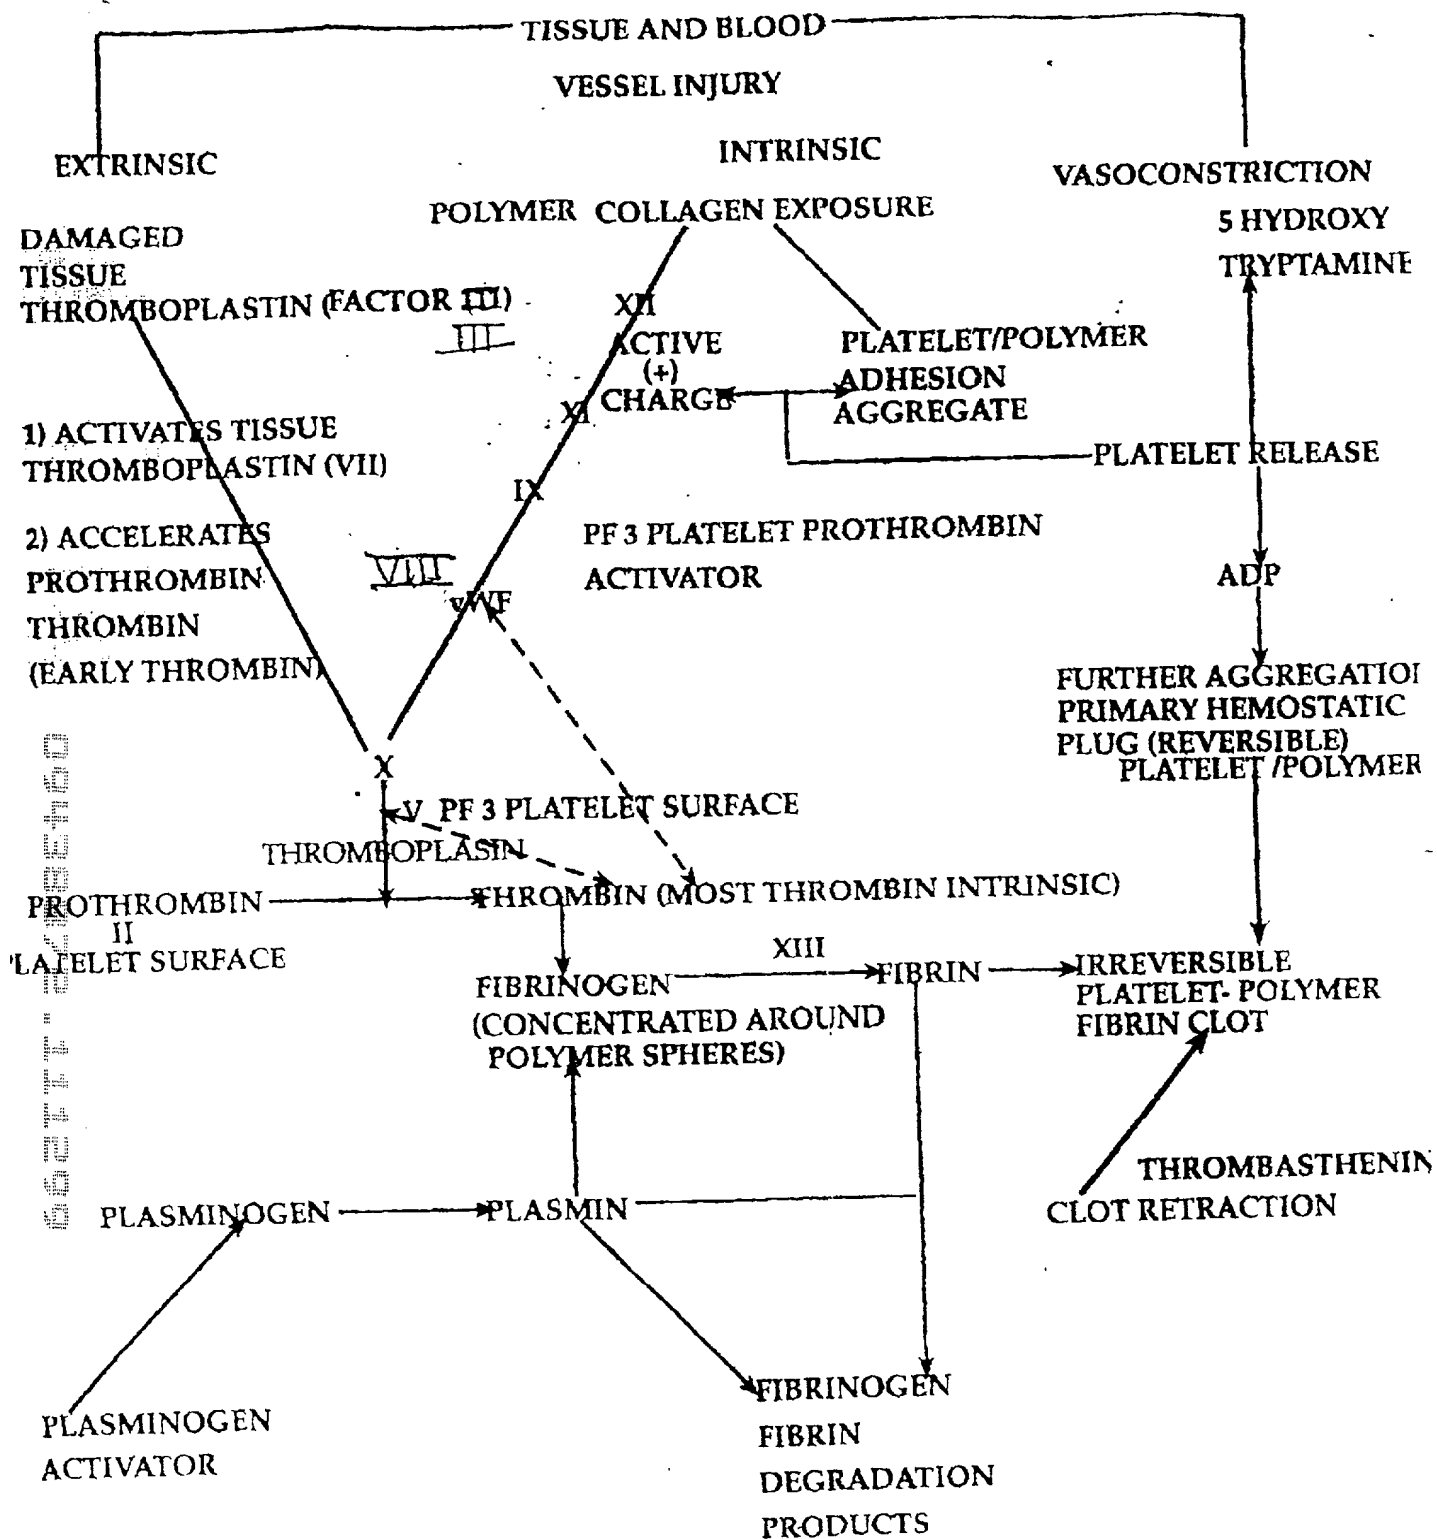 TISSUE AND BLOOD
VESSEL INJURY
EXTRINSIC
INTRINSIC
VASOCONSTRICTION
POLYMER COLLAGEN EXPOSURE
5 HYDROXY
TRYPTAMINE
DAMAGED
TISSUE
THROMBOPLASTIN (FACTOR III)
III
XII
ACTIVE
(+)
XI CHARGE
PLATELET/POLYMER
ADHESION
AGGREGATE
1) ACTIVATES TISSUE
THROMBOPLASTIN (VII)
PLATELET RELEASE
IX
2) ACCELERATES
PROTHROMBIN
THROMBIN
(EARLY THROMBIN)
PF 3 PLATELET PROTHROMBIN
ACTIVATOR
VIII
vWF
ADP
FURTHER AGGREGATIO
PRIMARY HEMOSTATIC
PLUG (REVERSIBLE)
PLATELET /POLYMER
X
V PF 3 PLATELET SURFACE
THROMBOPLASIN
PROTHROMBIN
II
PLATELET SURFACE
THROMBIN (MOST THROMBIN INTRINSIC)
XIII
FIBRINOGEN
(CONCENTRATED AROUND
POLYMER SPHERES)
FIBRIN
IRREVERSIBLE
PLATELET- POLYMER
FIBRIN CLOT
THROMBASTHENIN
CLOT RETRACTION
PLASMINOGEN
PLASMIN
PLASMINOGEN
ACTIVATOR
FIBRINOGEN
FIBRIN
DEGRADATION
PRODUCTS